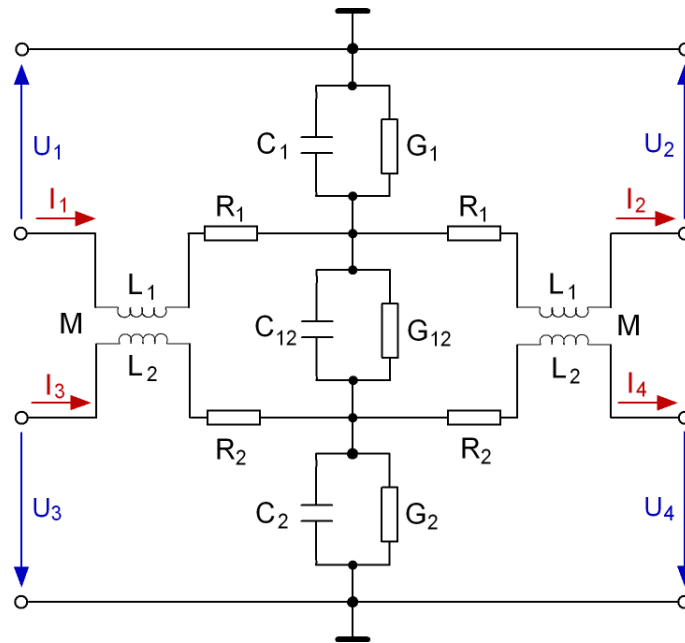 C1 G1
U1 U2
I1 R1 R1 I2
L1 L1
M C12 G12 M
L2 L2
I3 I4
R2 R2
U3 C2 G2 U4